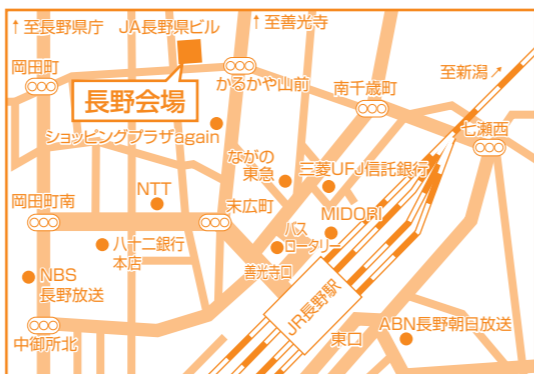 ↑至長野県庁
JA長野県ビル
↑至善光寺
岡田町
かるかや山前
至新潟↗
南千歳町
長野会場
七瀬西
ショッピングプラザagain
ながの
東急
三菱UFJ信託銀行
NTT
岡田町南
末広町
MIDORI
八十二銀行
本店
バス
ロータリー
善光寺口
NBS
長野放送
JR長野駅
ABN長野朝日放送
東口
中御所北